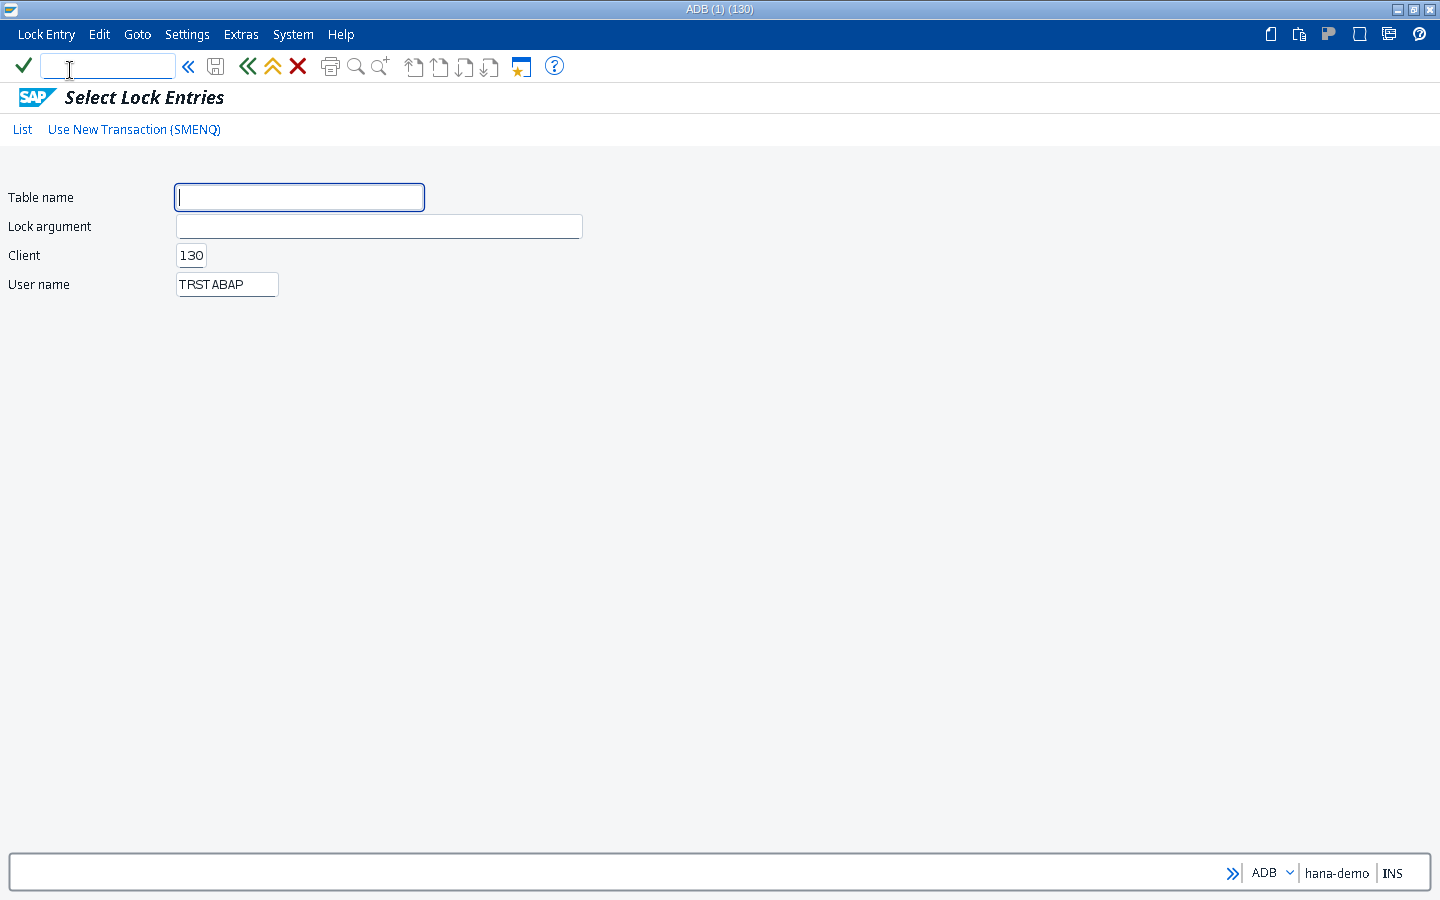 ADB (1) (130)
Lock Entry Edit Goto Settings Extras System Help
SAP Select Lock Entries
List Use New Transaction (SMENQ)
Table name
Lock argument
Client 130
User name TRSTABAP
ADB hana-demo INS